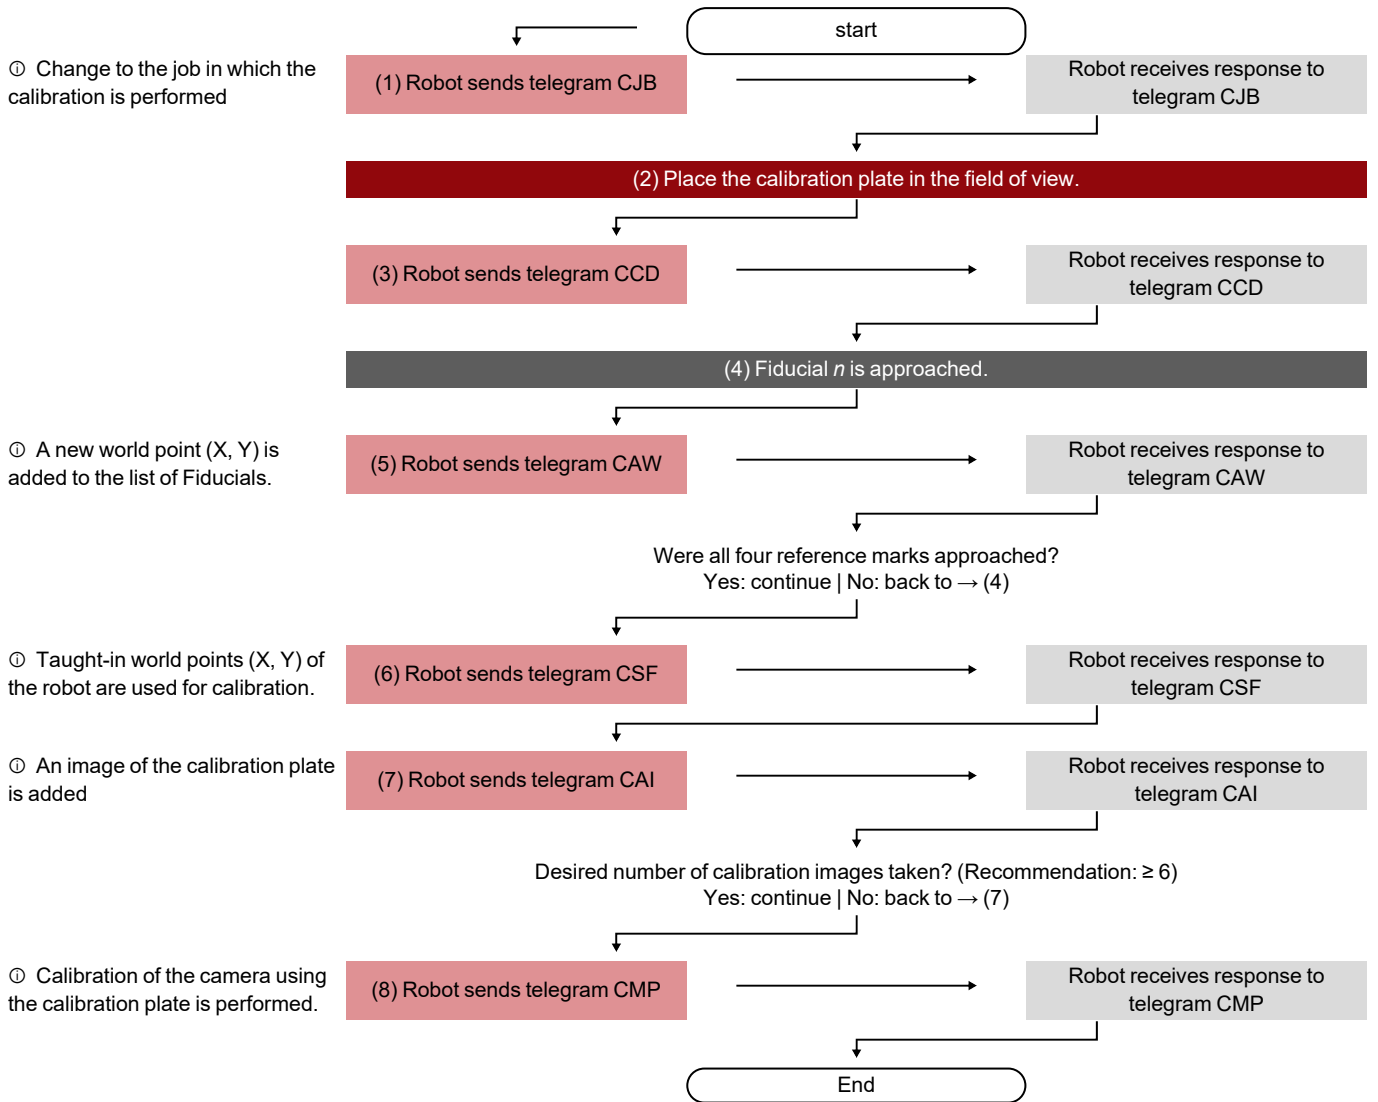 start
ⓘ Change to the job in which the
calibration is performed
(1) Robot sends telegram CJB
Robot receives response to
telegram CJB
(2) Place the calibration plate in the field of view.
(3) Robot sends telegram CCD
Robot receives response to
telegram CCD
(4) Fiducial n is approached.
ⓘ A new world point (X, Y) is
added to the list of Fiducials.
(5) Robot sends telegram CAW
Robot receives response to
telegram CAW
Were all four reference marks approached?
Yes: continue | No: back to → (4)
ⓘ Taught-in world points (X, Y) of
the robot are used for calibration.
(6) Robot sends telegram CSF
Robot receives response to
telegram CSF
ⓘ An image of the calibration plate
is added
(7) Robot sends telegram CAI
Robot receives response to
telegram CAI
Desired number of calibration images taken? (Recommendation: ≥ 6)
Yes: continue | No: back to → (7)
ⓘ Calibration of the camera using
the calibration plate is performed.
(8) Robot sends telegram CMP
Robot receives response to
telegram CMP
End